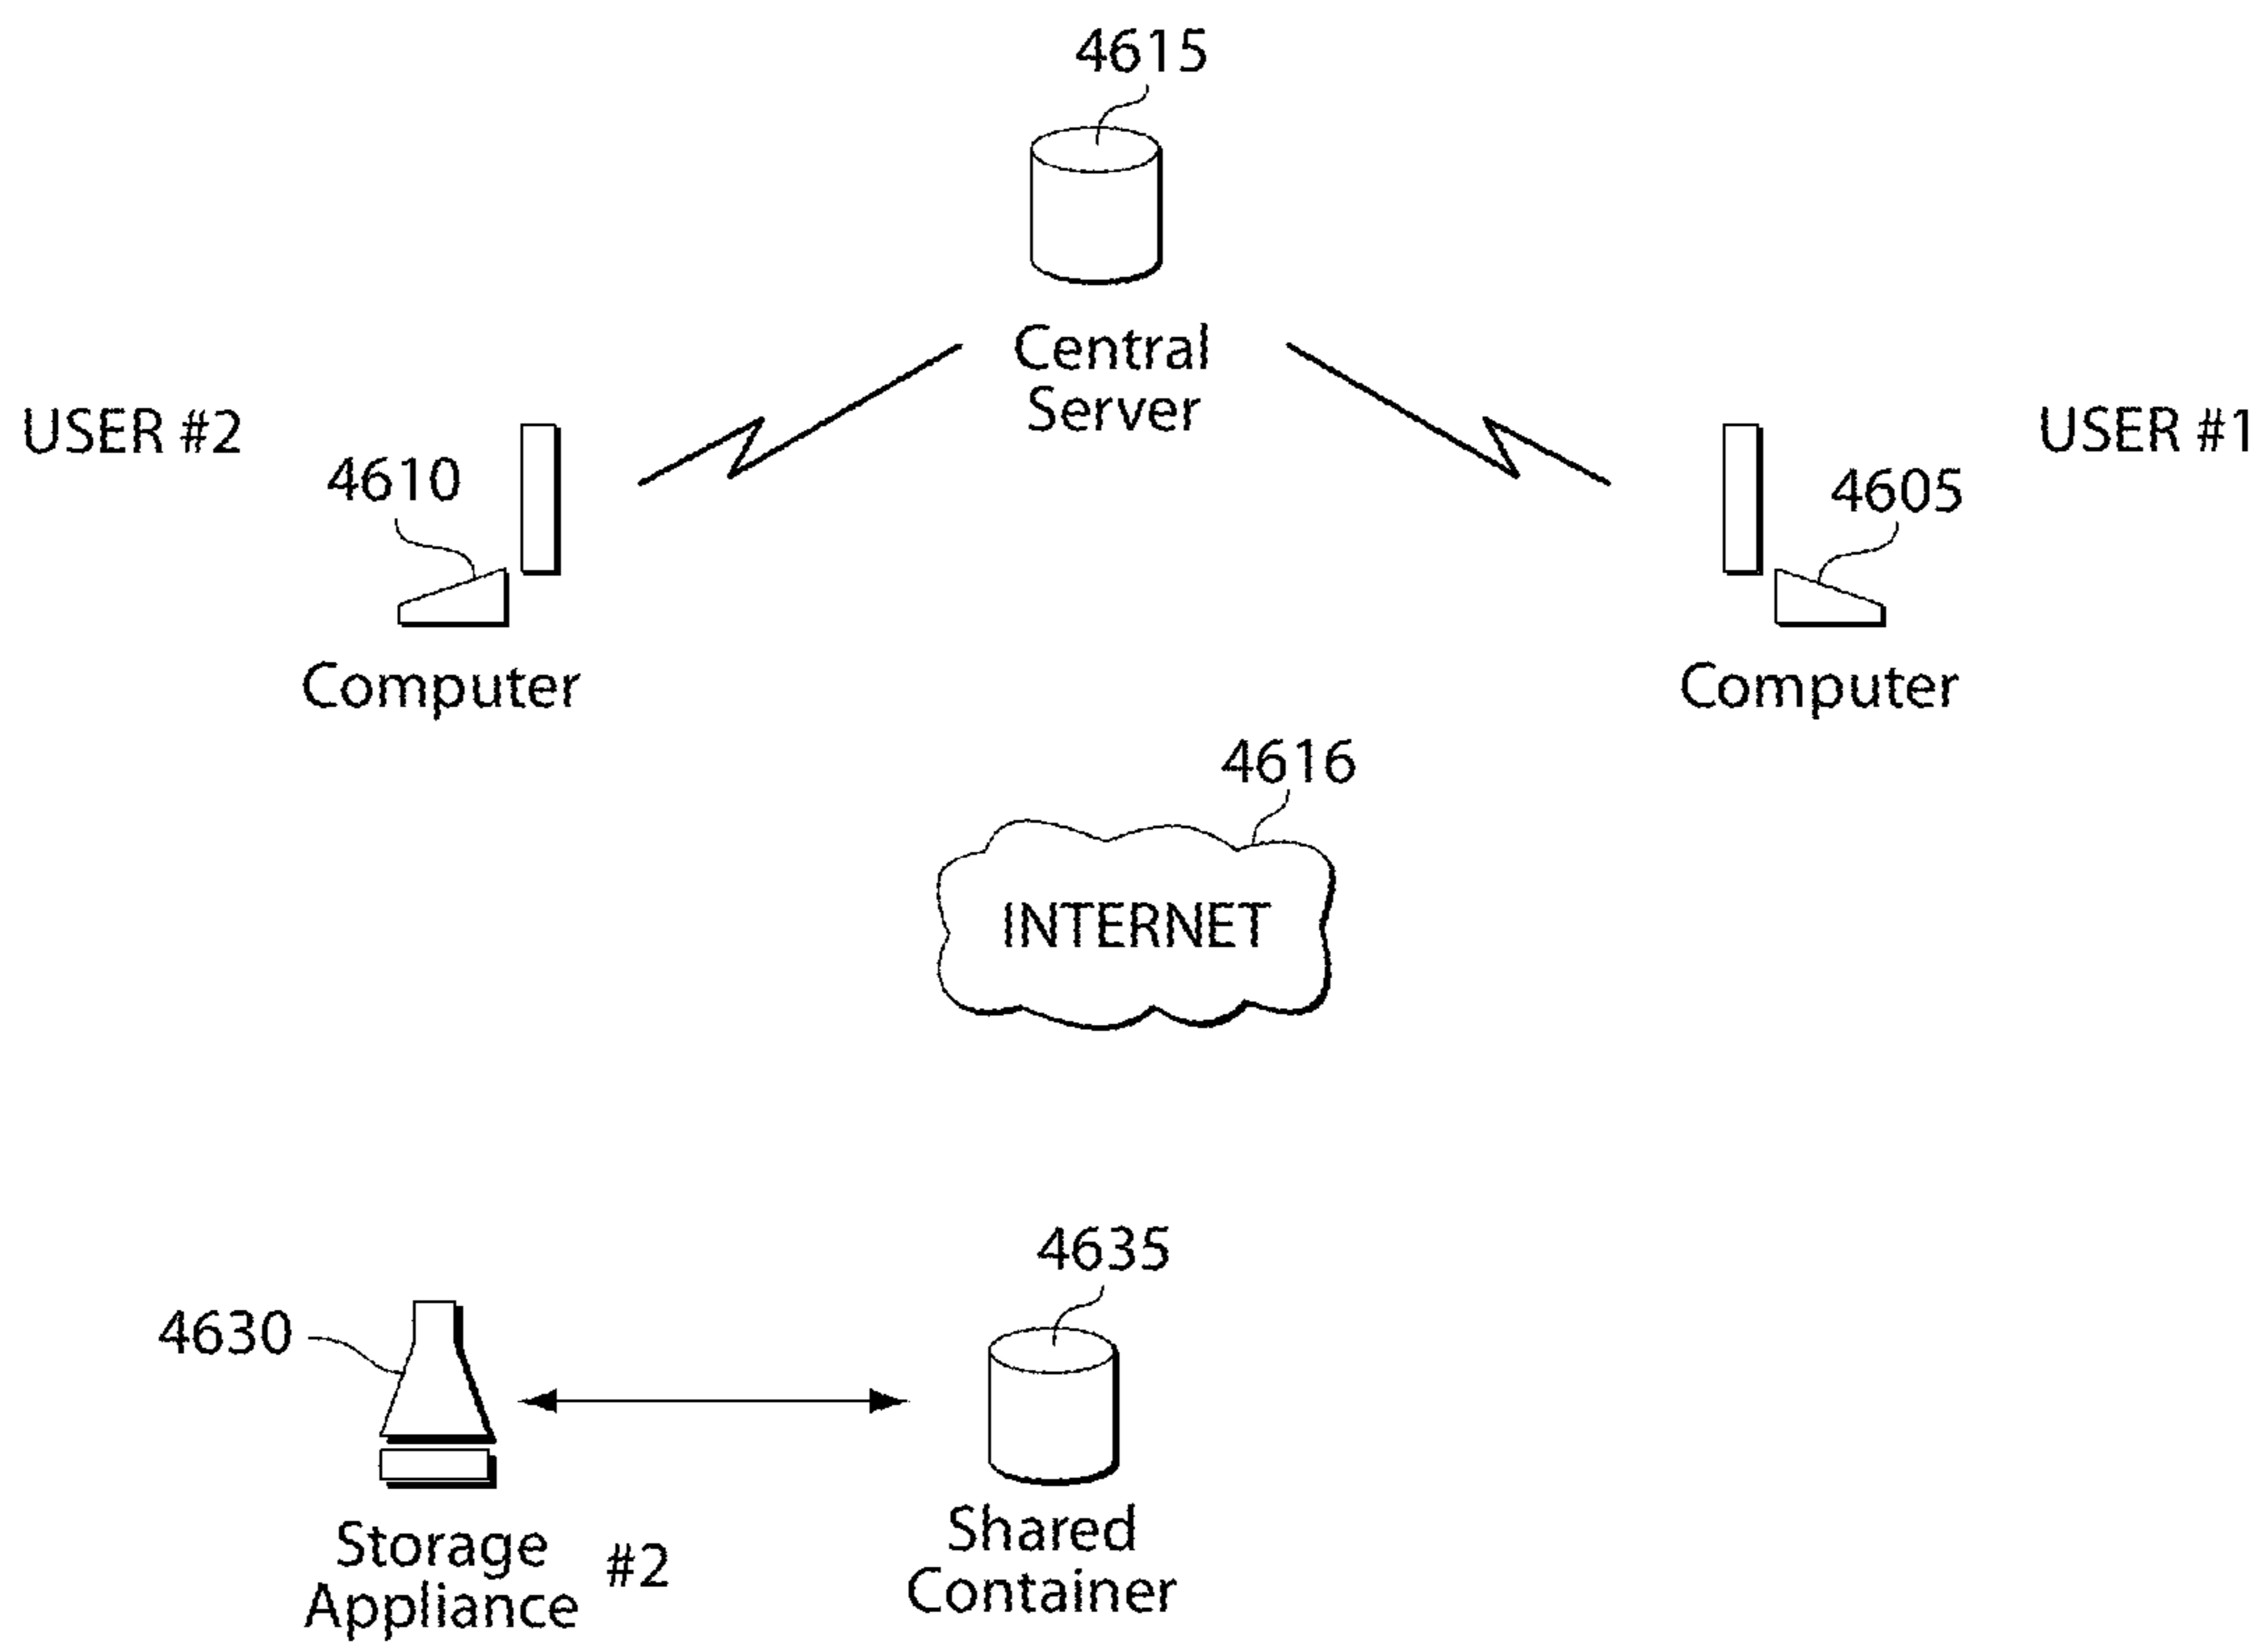 4615
Central
Server
USER #2
USER #1
4610
4605
Computer
Computer
4616
INTERNET
4635
4630
Storage
Appliance
#2
Shared
Container